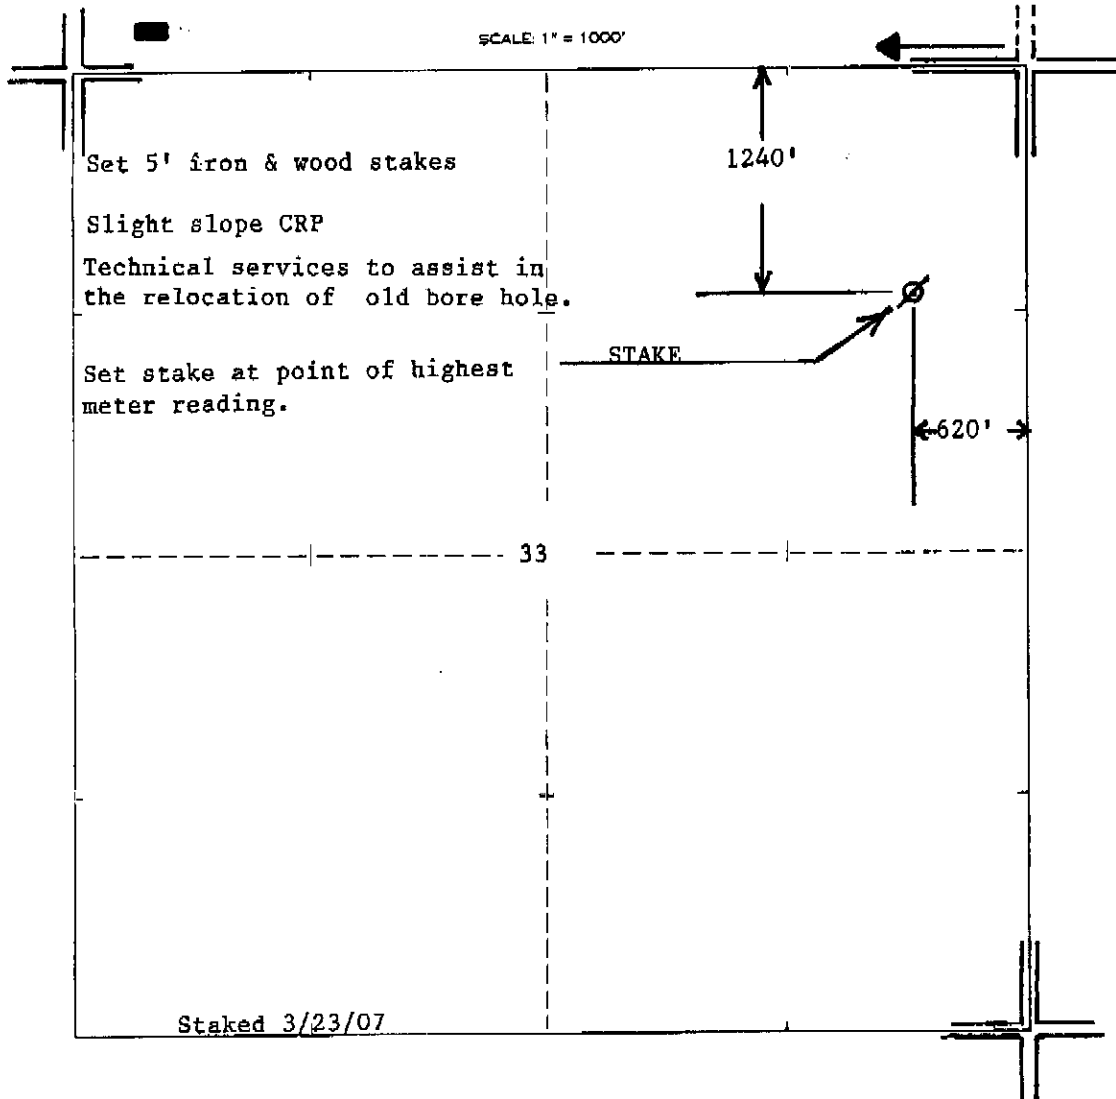 SCALE: 1" = 1000'
Set 5' iron & wood stakes
1240'
Slight slope CRP
Technical services to assist in
the relocation of old bore hole.
STAKE
Set stake at point of highest
meter reading.
620'
33
Staked 3/23/07